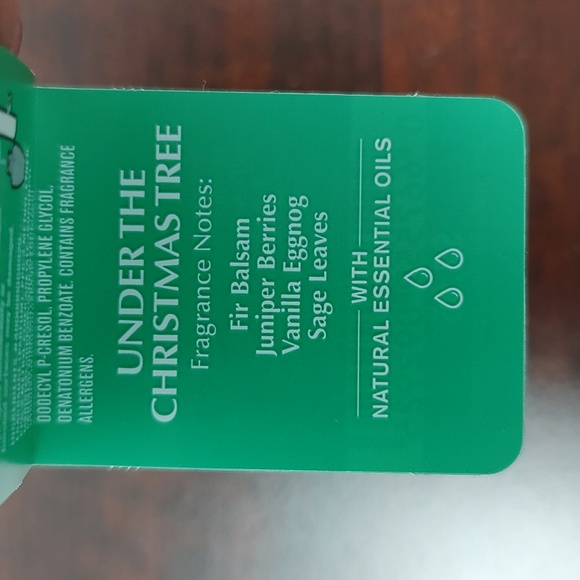 DODECYL P-CRESOL, PROPYLENE GLYCOL,
DENATONIUM BENZOATE. CONTAINS FRAGRANCE
ALLERGENS.
UNDER THE
CHRISTMAS TREE
Fragrance Notes:
Fir Balsam
Juniper Berries
Vanilla Eggnog
Sage Leaves
WITH
NATURAL ESSENTIAL OILS